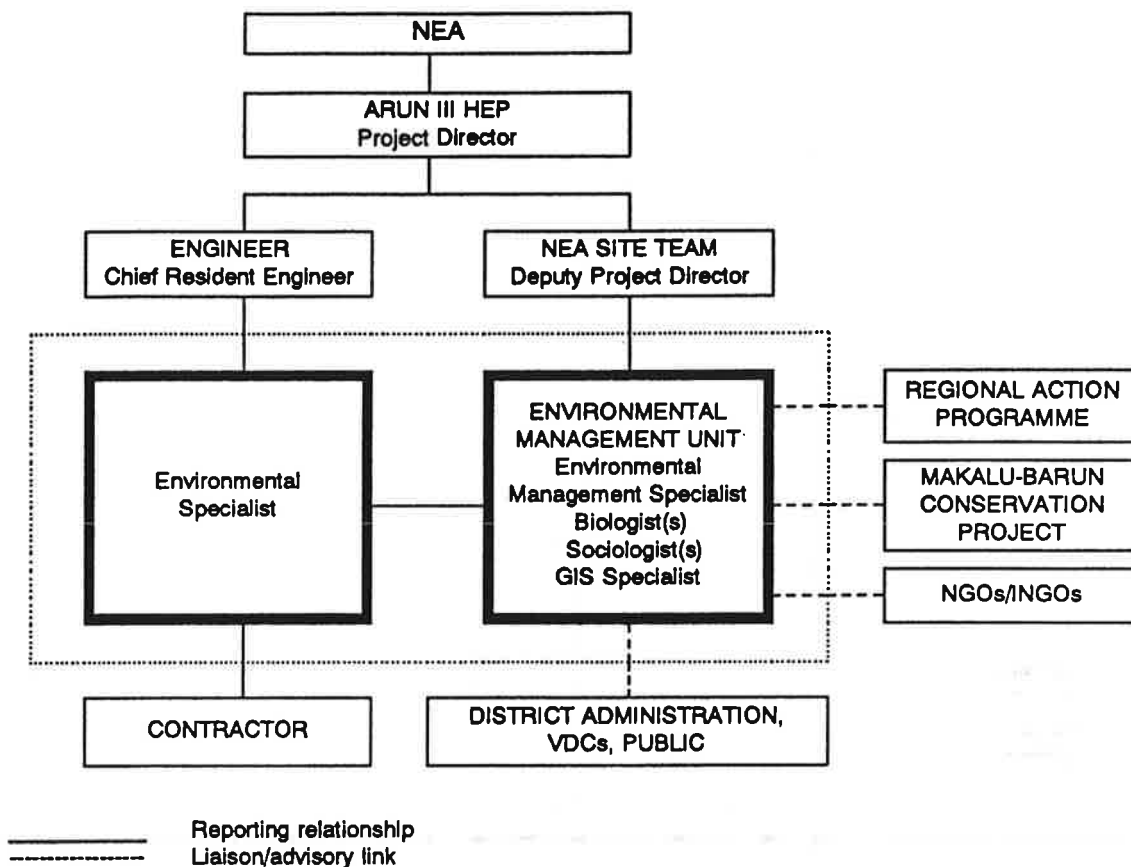 NEA
ARUN III HEP
Project Director
ENGINEER
Chief Resident Engineer
NEA SITE TEAM
Deputy Project Director
Environmental
Specialist
ENVIRONMENTAL
MANAGEMENT UNIT
Environmental
Management Specialist
Biologist(s)
Sociologist(s)
GIS Specialist
REGIONAL ACTION
PROGRAMME
MAKALU-BARUN
CONSERVATION
PROJECT
NGOs/INGOs
CONTRACTOR
DISTRICT ADMINISTRATION,
VDCs, PUBLIC
Reporting relationship
Liaison/advisory link